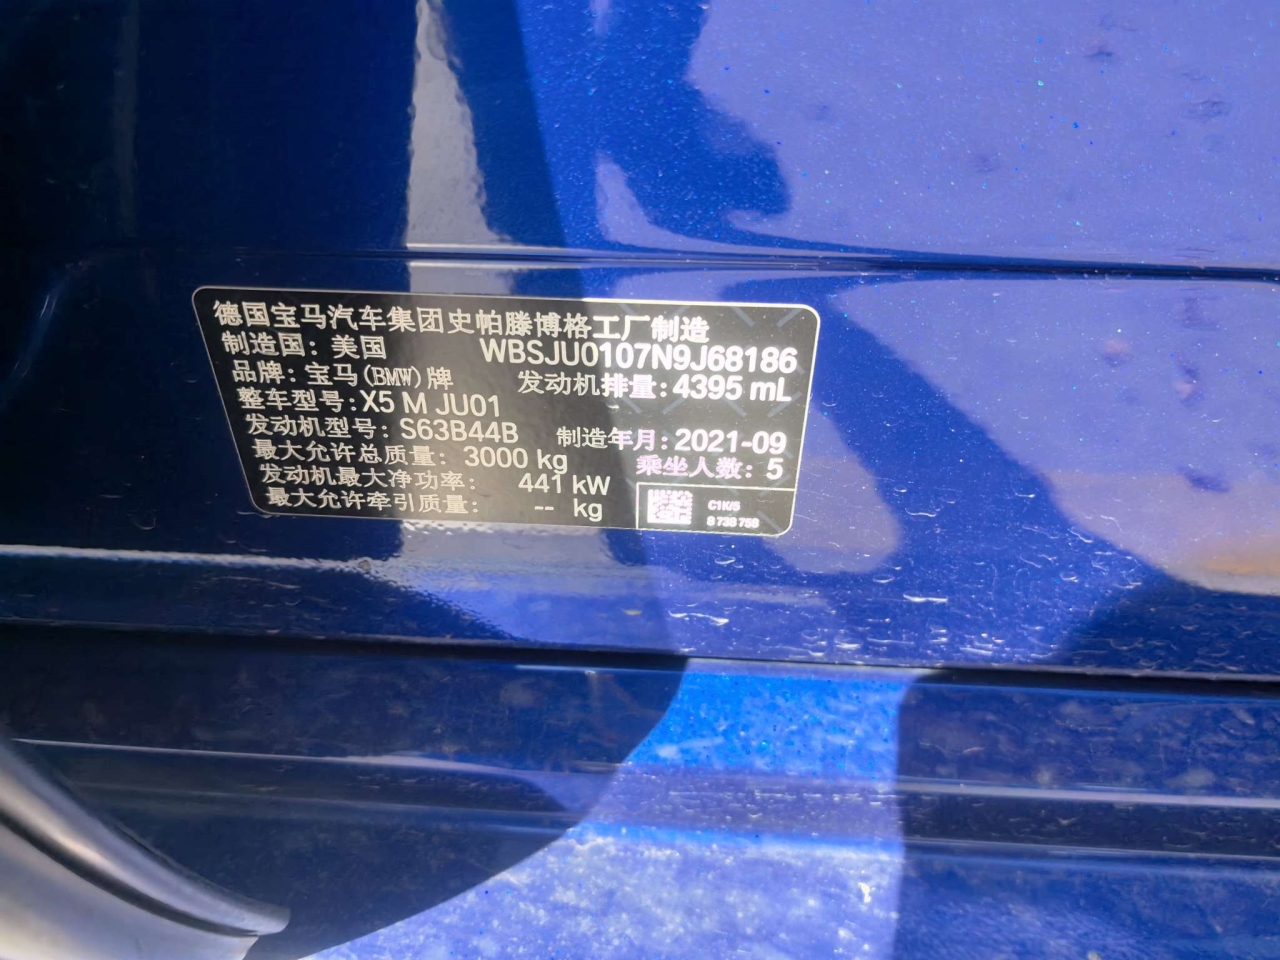 德国宝马汽车集团史帕滕博格工厂制造
制造国: 美国 WBSJU0107N9J68186
品牌: 宝马(BMW)牌 发动机排量: 4395 mL
整车型号: X5 M JU01
发动机型号: S63B44B 制造年月: 2021-09
最大允许总质量: 3000 kg 乘坐人数: 5
发动机最大净功率: 441 kW
最大允许牵引质量: -- kg
C1K/5
8 738 758